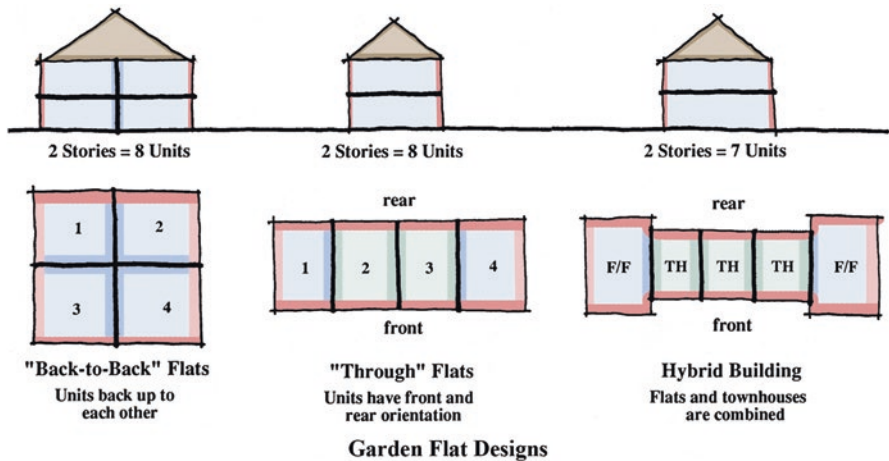 2 Stories = 8 Units
2 Stories = 8 Units
2 Stories = 7 Units
1
2
3
4
"Back-to-Back" Flats
Units back up to
each other
rear
1
2
3
4
front
"Through" Flats
Units have front and
rear orientation
rear
F/F
TH
TH
TH
F/F
front
Hybrid Building
Flats and townhouses
are combined
Garden Flat Designs